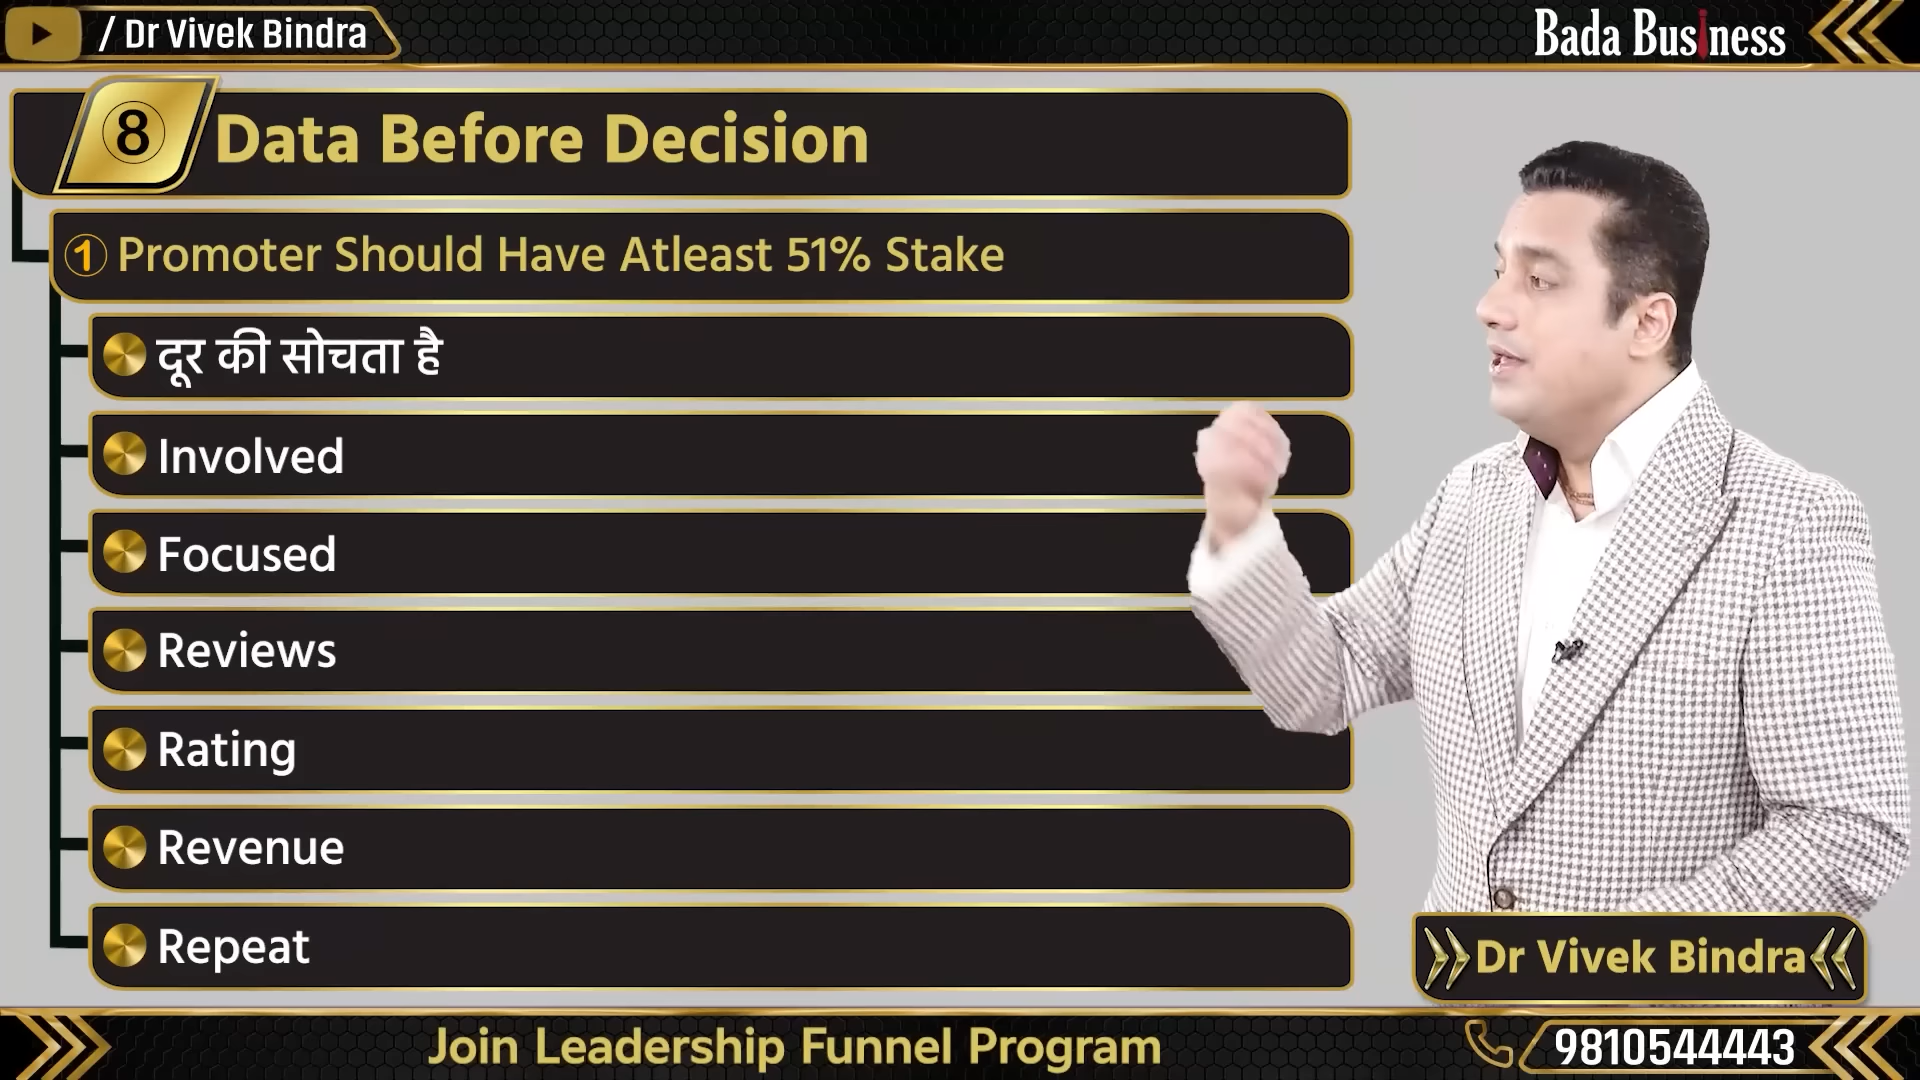 / Dr Vivek Bindra
Bada Business
8 Data Before Decision
1 Promoter Should Have Atleast 51% Stake
दूर की सोचता है
Involved
Focused
Reviews
Rating
Revenue
Repeat
Dr Vivek Bindra
Join Leadership Funnel Program
9810544443